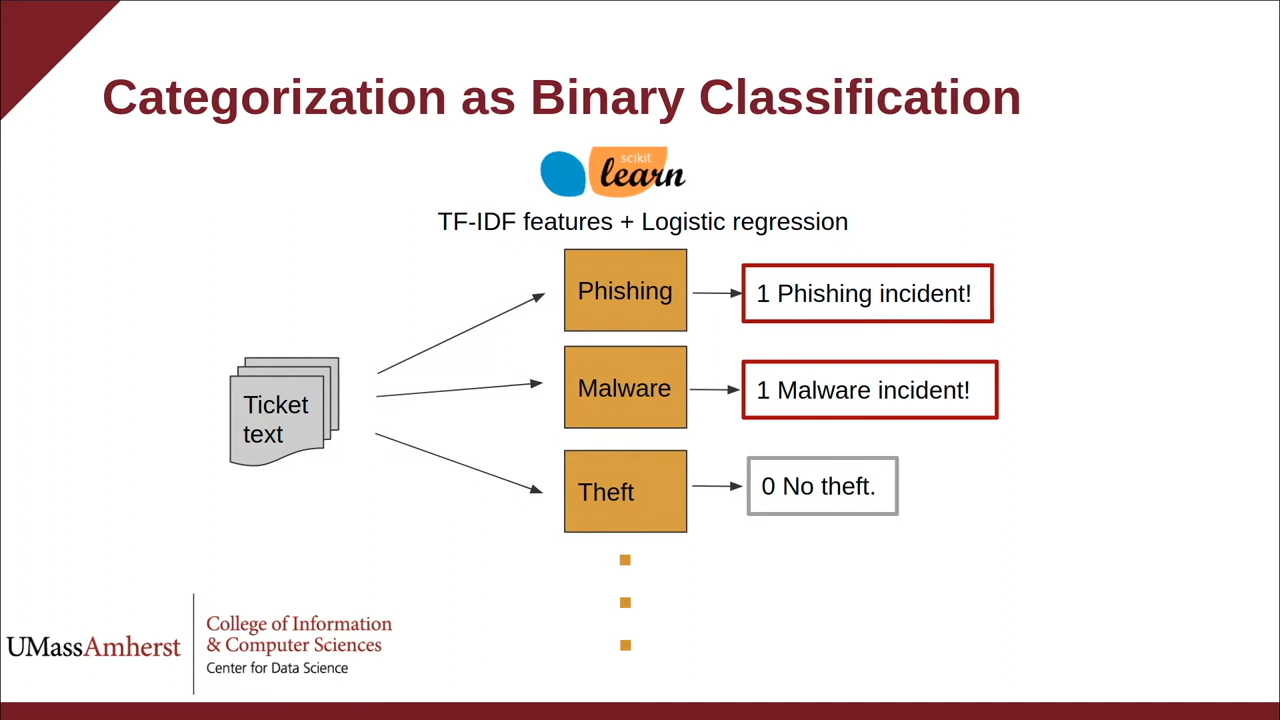 Categorization as Binary Classification
scikit
learn
TF-IDF features + Logistic regression
Phishing
1 Phishing incident!
Malware
1 Malware incident!
Ticket
text
Theft
0 No theft.
UMassAmherst
College of Information
& Computer Sciences
Center for Data Science